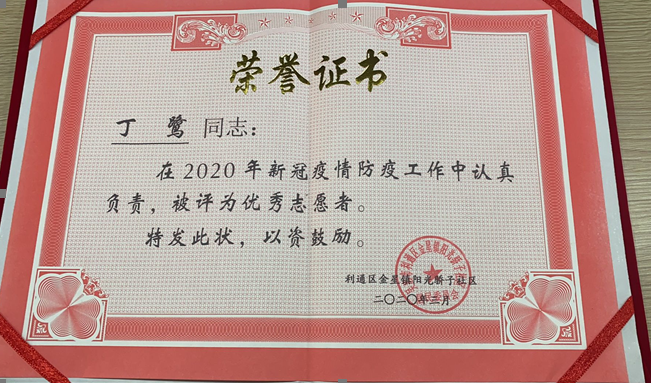 荣誉证书
丁 鹭 同志：
在2020年新冠疫情防疫工作中认真
负责，被评为优秀志愿者。
特发此状，以资鼓励。
利通区金星镇阳光骄子社区
二〇二〇年三月